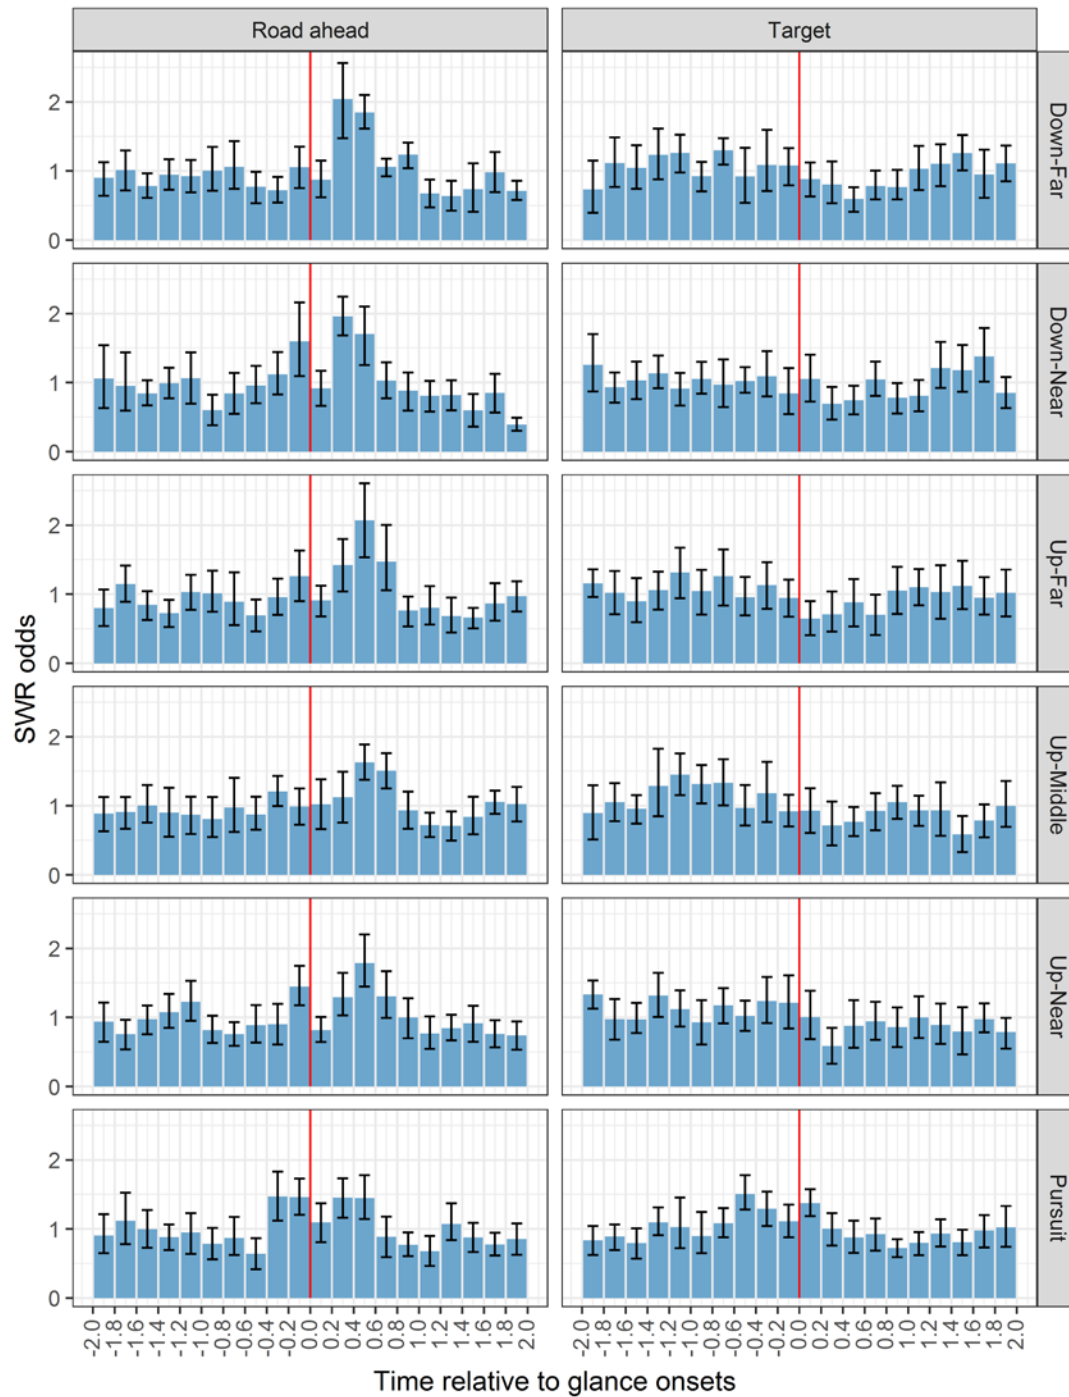 Road ahead Target
2
1
0
Down-Far
2
1
0
Down-Near
2
1
0
Up-Far
SWR odds
2
1
0
Up-Middle
2
1
0
Up-Near
2
1
0
Pursuit
-2.0 -1.8 -1.6 -1.4 -1.2 -1.0 -0.8 -0.6 -0.4 -0.2 0.0 0.2 0.4 0.6 0.8 1.0 1.2 1.4 1.6 1.8 2.0 -2.0 -1.8 -1.6 -1.4 -1.2 -1.0 -0.8 -0.6 -0.4 -0.2 0.0 0.2 0.4 0.6 0.8 1.0 1.2 1.4 1.6 1.8 2.0
Time relative to glance onsets